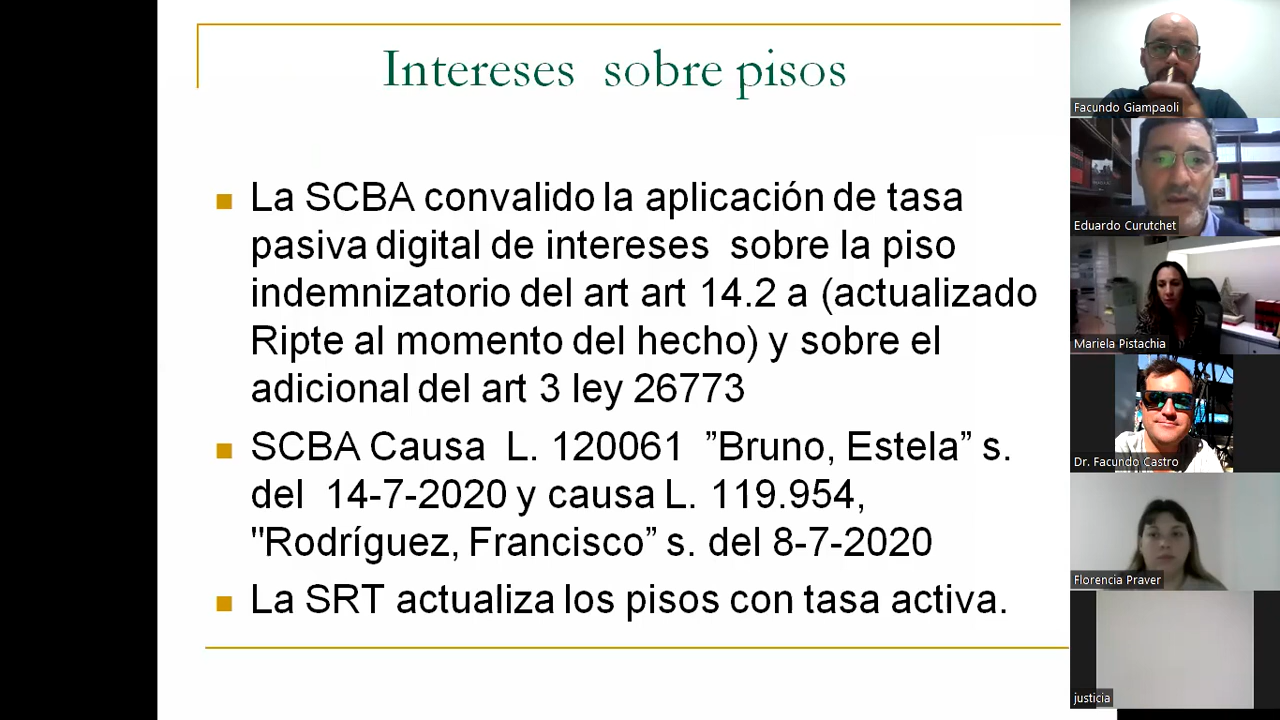 Intereses sobre pisos
La SCBA convalido la aplicación de tasa
pasiva digital de intereses sobre la piso
indemnizatorio del art art 14.2 a (actualizado
Ripte al momento del hecho) y sobre el
adicional del art 3 ley 26773
SCBA Causa L. 120061 ”Bruno, Estela” s.
del 14-7-2020 y causa L. 119.954,
"Rodríguez, Francisco” s. del 8-7-2020
La SRT actualiza los pisos con tasa activa.
Facundo Giampaoli
Eduardo Curutchet
Mariela Pistachia
Dr. Facundo Castro
Florencia Praver
justicia